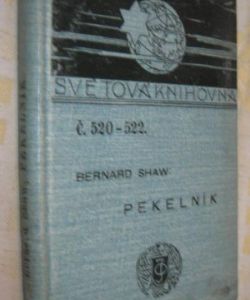 SVĚTOVÁ KNIHOVNA
Č. 520-522.
BERNARD SHAW:
PEKELNÍK